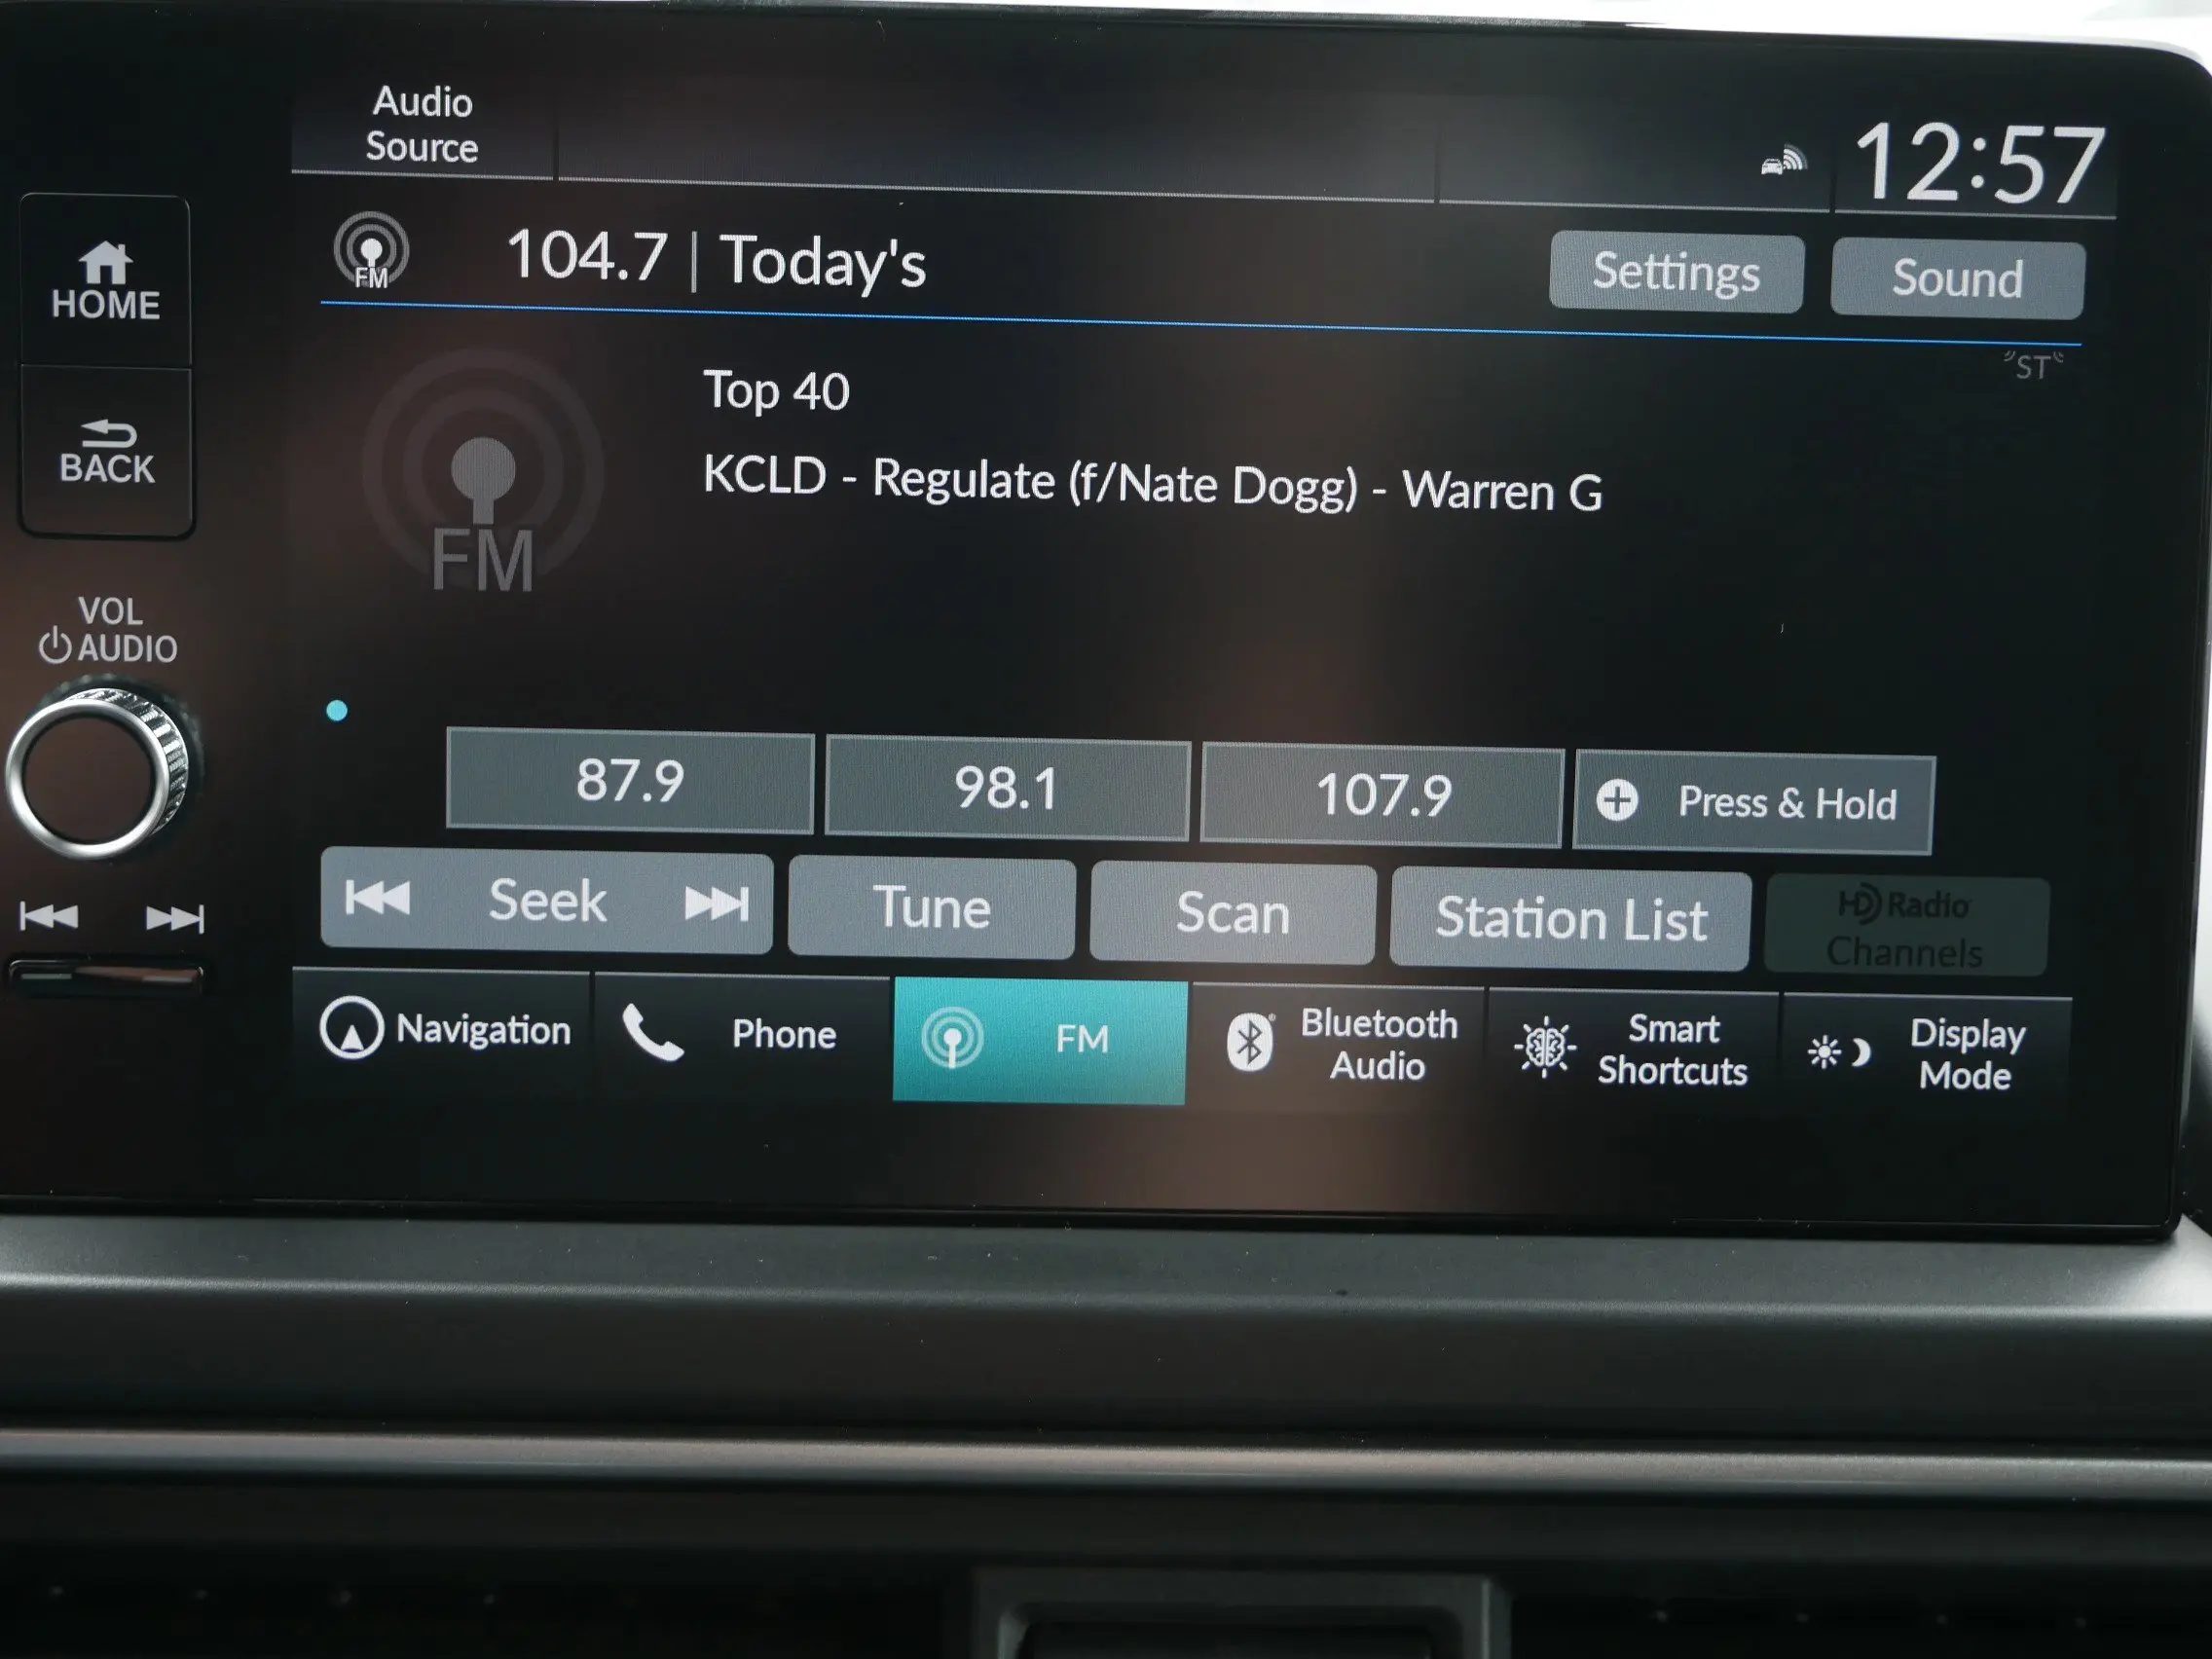 Audio
Source
12:57
HOME
FM
104.7 | Today's
Settings
Sound
"ST"
Top 40
BACK
KCLD - Regulate (f/Nate Dogg) - Warren G
FM
VOL
AUDIO
87.9
98.1
107.9
Press & Hold
Seek
Tune
Scan
Station List
HD Radio
Channels
Navigation
Phone
FM
Bluetooth
Audio
Smart
Shortcuts
Display
Mode